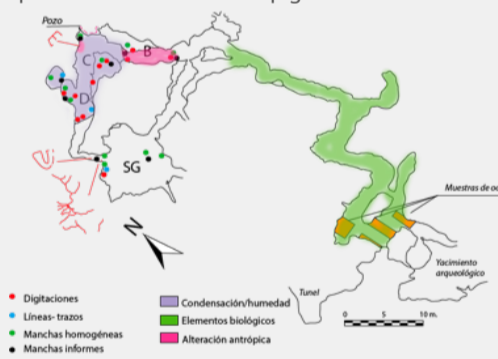 Pozo
B
C
D
SG
N
Muestras de
Yacimiento
arqueológico
Tunel
0 5 10 m.
Digitaciones
Líneas- trazos
Manchas homogéneas
Manchas informes
Condensación/humedad
Elementos biológicos
Alteración antrópica